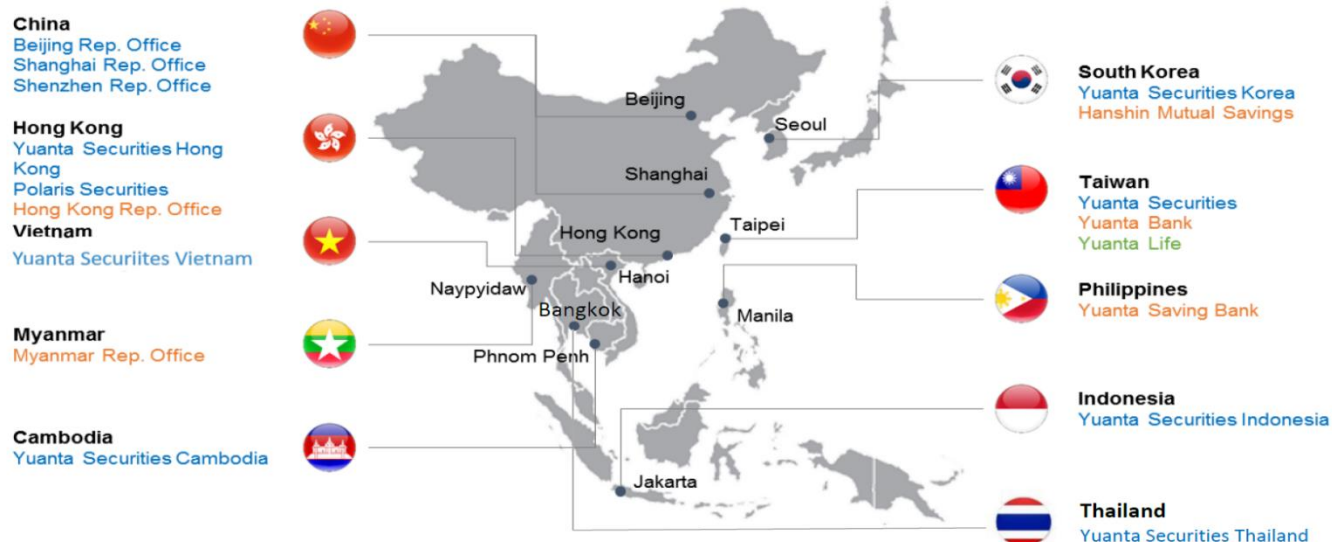 China
Beijing Rep. Office
Shanghai Rep. Office
Shenzhen Rep. Office
Hong Kong
Yuanta Securities Hong
Kong
Polaris Securities
Hong Kong Rep. Office
Vietnam
Yuanta Securiites Vietnam
Myanmar
Myanmar Rep. Office
Cambodia
Yuanta Securities Cambodia
Beijing
Seoul
Shanghai
Taipei
Hong Kong
Hanoi
Naypyidaw
Bangkok
Manila
Phnom Penh
Jakarta
South Korea
Yuanta Securities Korea
Hanshin Mutual Savings
Taiwan
Yuanta Securities
Yuanta Bank
Yuanta Life
Philippines
Yuanta Saving Bank
Indonesia
Yuanta Securities Indonesia
Thailand
Yuanta Securities Thailand